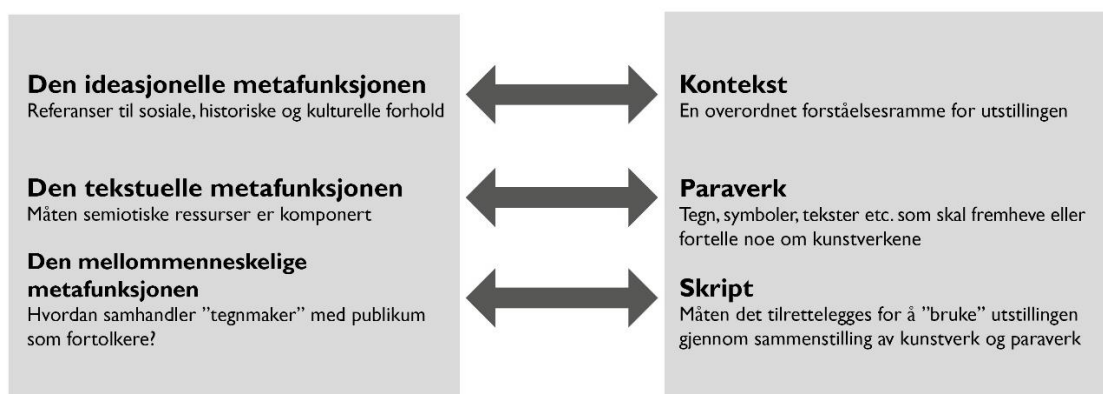 Den ideasjonelle metafunksjonen
Referanser til sosiale, historiske og kulturelle forhold
Den tekstuelle metafunksjonen
Måten semiotiske ressurser er komponert
Den mellommenneskelige
metafunksjonen
Hvordan samhandler ”tegnmaker” med publikum
som fortolkere?
Kontekst
En overordnet forståelsesramme for utstillingen
Paraverk
Tegn, symboler, tekster etc. som skal fremheve eller
fortelle noe om kunstverkene
Skript
Måten det tilrettelegges for å ”bruke” utstillingen
gjennom sammenstilling av kunstverk og paraverk